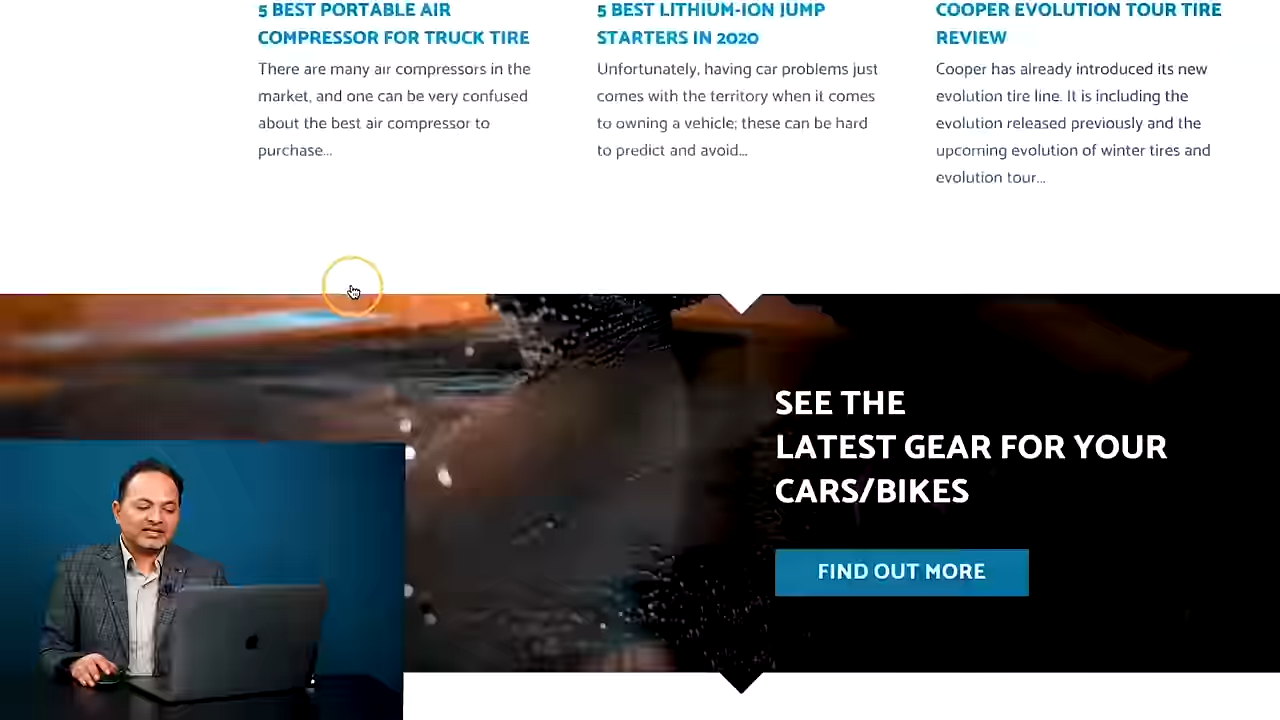 5 BEST PORTABLE AIR
COMPRESSOR FOR TRUCK TIRE
There are many air compressors in the
market, and one can be very confused
about the best air compressor to
purchase...
5 BEST LITHIUM-ION JUMP
STARTERS IN 2020
Unfortunately, having car problems just
comes with the territory when it comes
to owning a vehicle; these can be hard
to predict and avoid...
COOPER EVOLUTION TOUR TIRE
REVIEW
Cooper has already introduced its new
evolution tire line. It is including the
evolution released previously and the
upcoming evolution of winter tires and
evolution tour...
SEE THE
LATEST GEAR FOR YOUR
CARS/BIKES
FIND OUT MORE